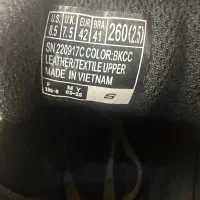 U.S. U.K. EUR BRA 260(2.5)
8.5 7.5 42 41
SN 220917C COLOR:BKCC
LEATHER/TEXTILE UPPER
MADE IN VIETNAM
F M Y
S